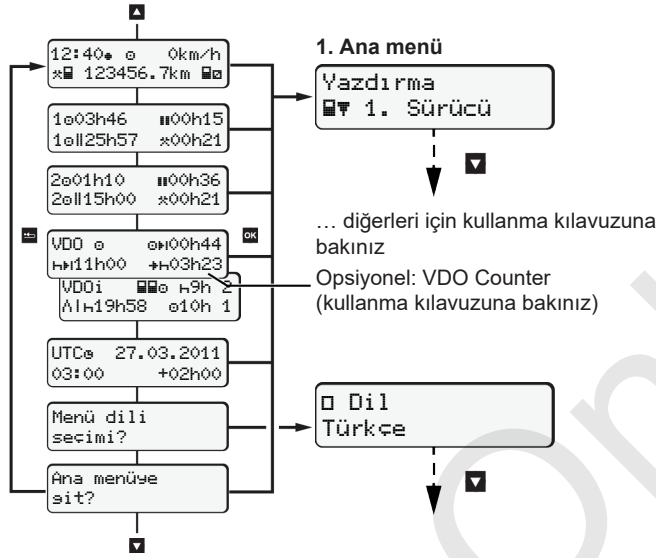 12:40 0km/h
123456.7km
1 03h46 00h15
1 25h57 00h21
2 01h10 00h36
2 15h00 00h21
VDO 00h44
11h00 03h23
VDOi 9h 2
19h58 10h 1
UTC 27.03.2011
03:00 +02h00
Menü dili
seçimi?
Ana menüye
git?
OK
1. Ana menü
Yazdırma
1. Sürücü
… diğerleri için kullanma kılavuzuna
bakınız
Opsiyonel: VDO Counter
(kullanma kılavuzuna bakınız)
Dil
Türkçe